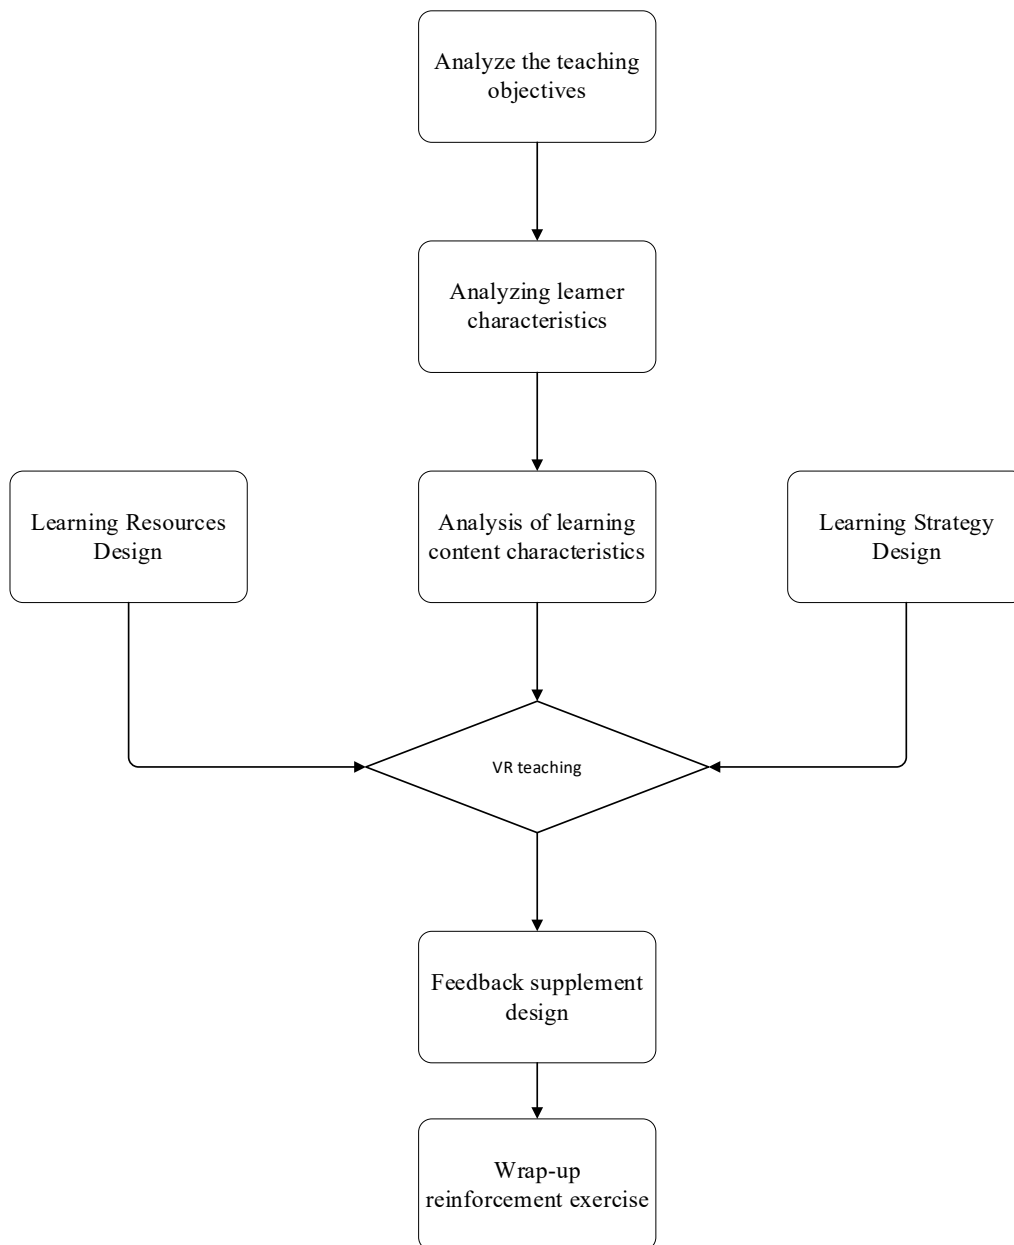 Analyze the teaching
objectives
Analyzing learner
characteristics
Learning Resources
Design
Analysis of learning
content characteristics
Learning Strategy
Design
VR teaching
Feedback supplement
design
Wrap-up
reinforcement exercise